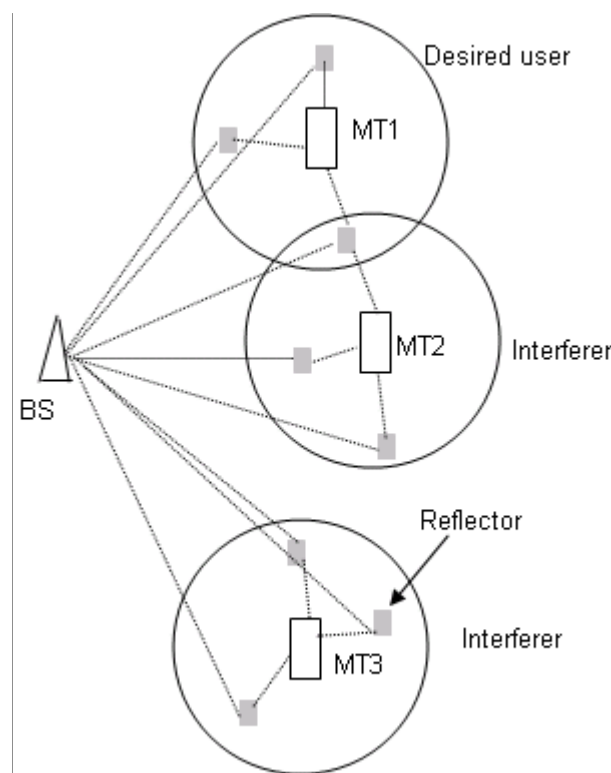 Desired user
MT1
MT2
Interferer
BS
Reflector
Interferer
MT3